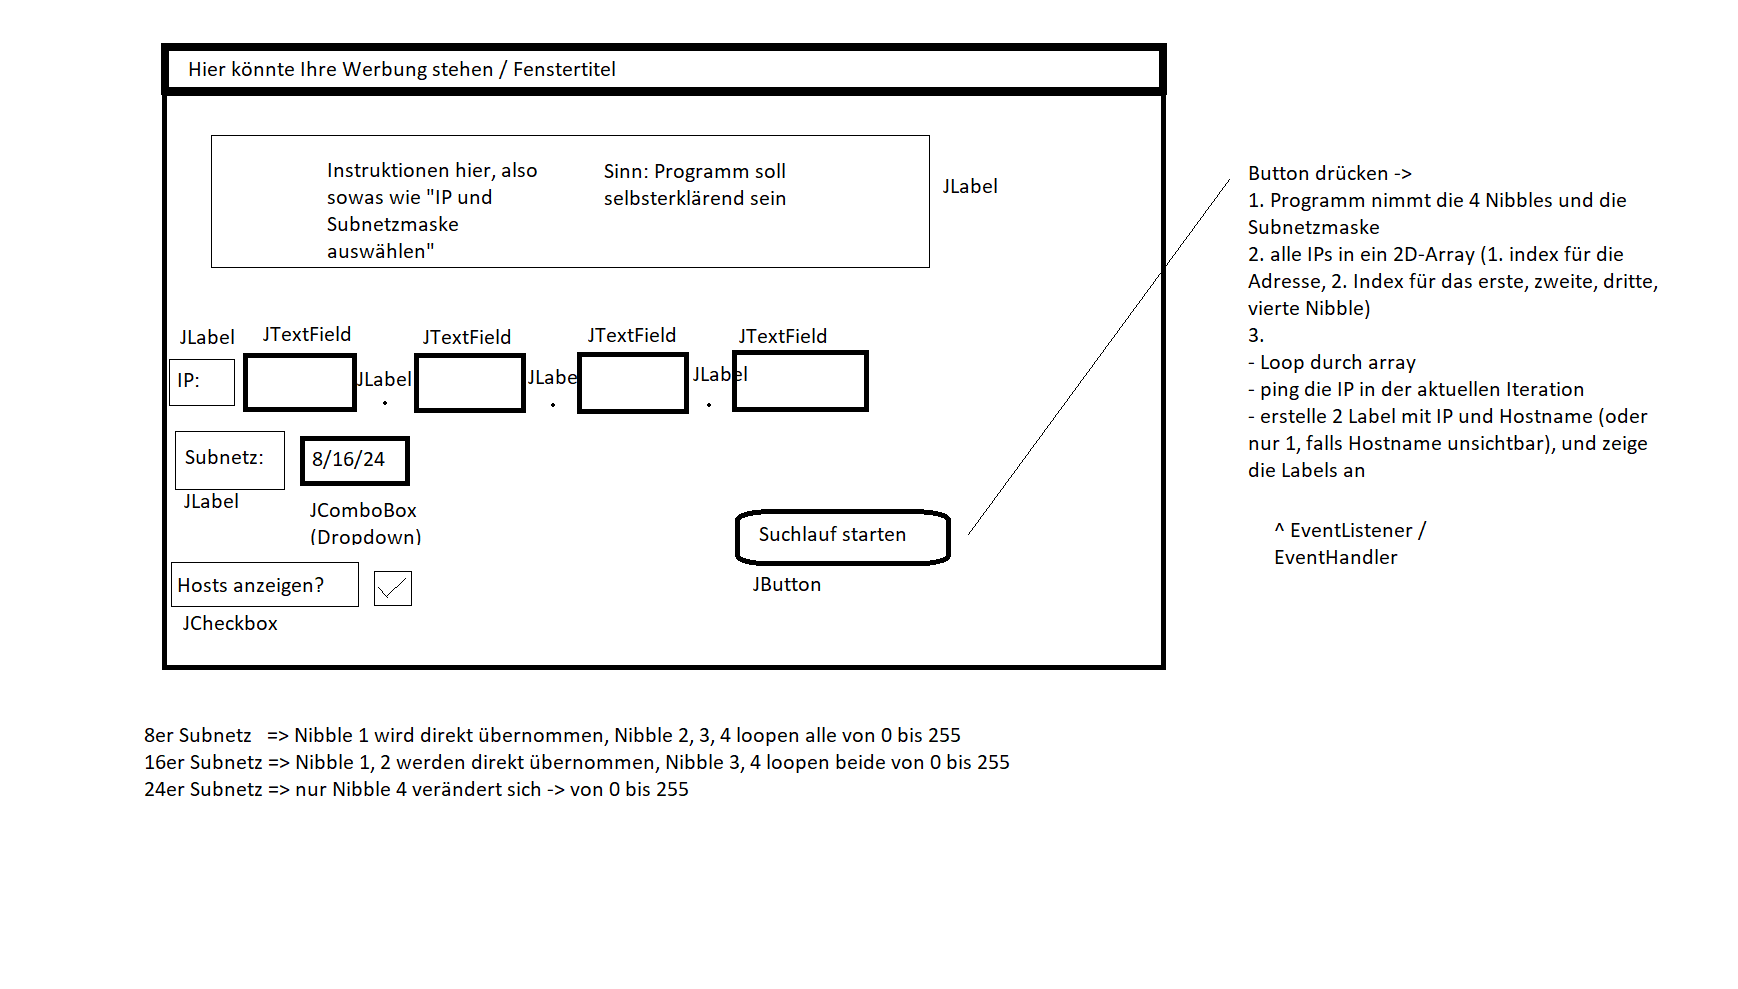 Hier könnte Ihre Werbung stehen / Fenstertitel
Instruktionen hier, also
sowas wie "IP und
Subnetzmaske
auswählen"
Sinn: Programm soll
selbsterklärend sein
JLabel
JLabel
JTextField
JTextField
JTextField
JTextField
IP:
JLabel
.
JLabe
.
JLabel
.
Subnetz:
8/16/24
JLabel
JComboBox
(Dropdown)
Suchlauf starten
JButton
Hosts anzeigen?
JCheckbox
Button drücken ->
1. Programm nimmt die 4 Nibbles und die
Subnetzmaske
2. alle IPs in ein 2D-Array (1. index für die
Adresse, 2. Index für das erste, zweite, dritte,
vierte Nibble)
3.
- Loop durch array
- ping die IP in der aktuellen Iteration
- erstelle 2 Label mit IP und Hostname (oder
nur 1, falls Hostname unsichtbar), und zeige
die Labels an
^ EventListener /
EventHandler
8er Subnetz => Nibble 1 wird direkt übernommen, Nibble 2, 3, 4 loopen alle von 0 bis 255
16er Subnetz => Nibble 1, 2 werden direkt übernommen, Nibble 3, 4 loopen beide von 0 bis 255
24er Subnetz => nur Nibble 4 verändert sich -> von 0 bis 255